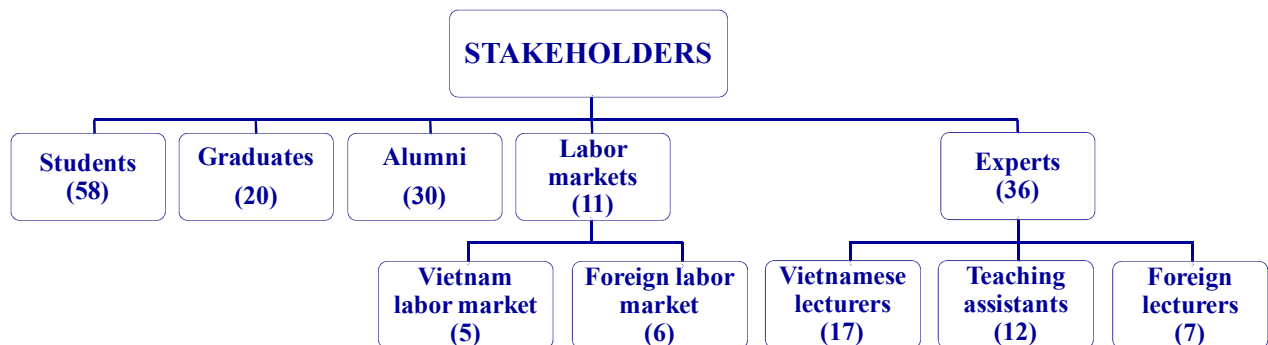 STAKEHOLDERS
Students
(58)
Graduates
(20)
Alumni
(30)
Labor
markets
(11)
Experts
(36)
Vietnam
labor market
(5)
Foreign labor
market
(6)
Vietnamese
lecturers
(17)
Teaching
assistants
(12)
Foreign
lecturers
(7)